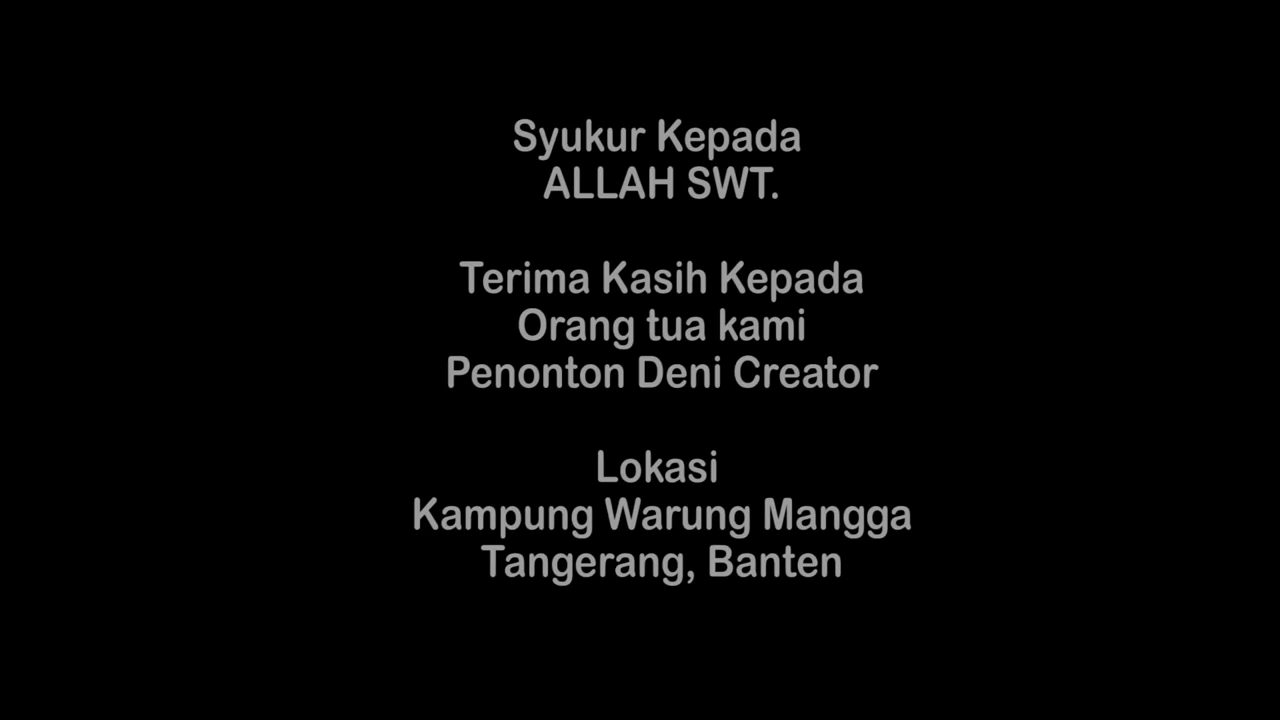 Syukur Kepada
ALLAH SWT.
Terima Kasih Kepada
Orang tua kami
Penonton Deni Creator
Lokasi
Kampung Warung Mangga
Tangerang, Banten